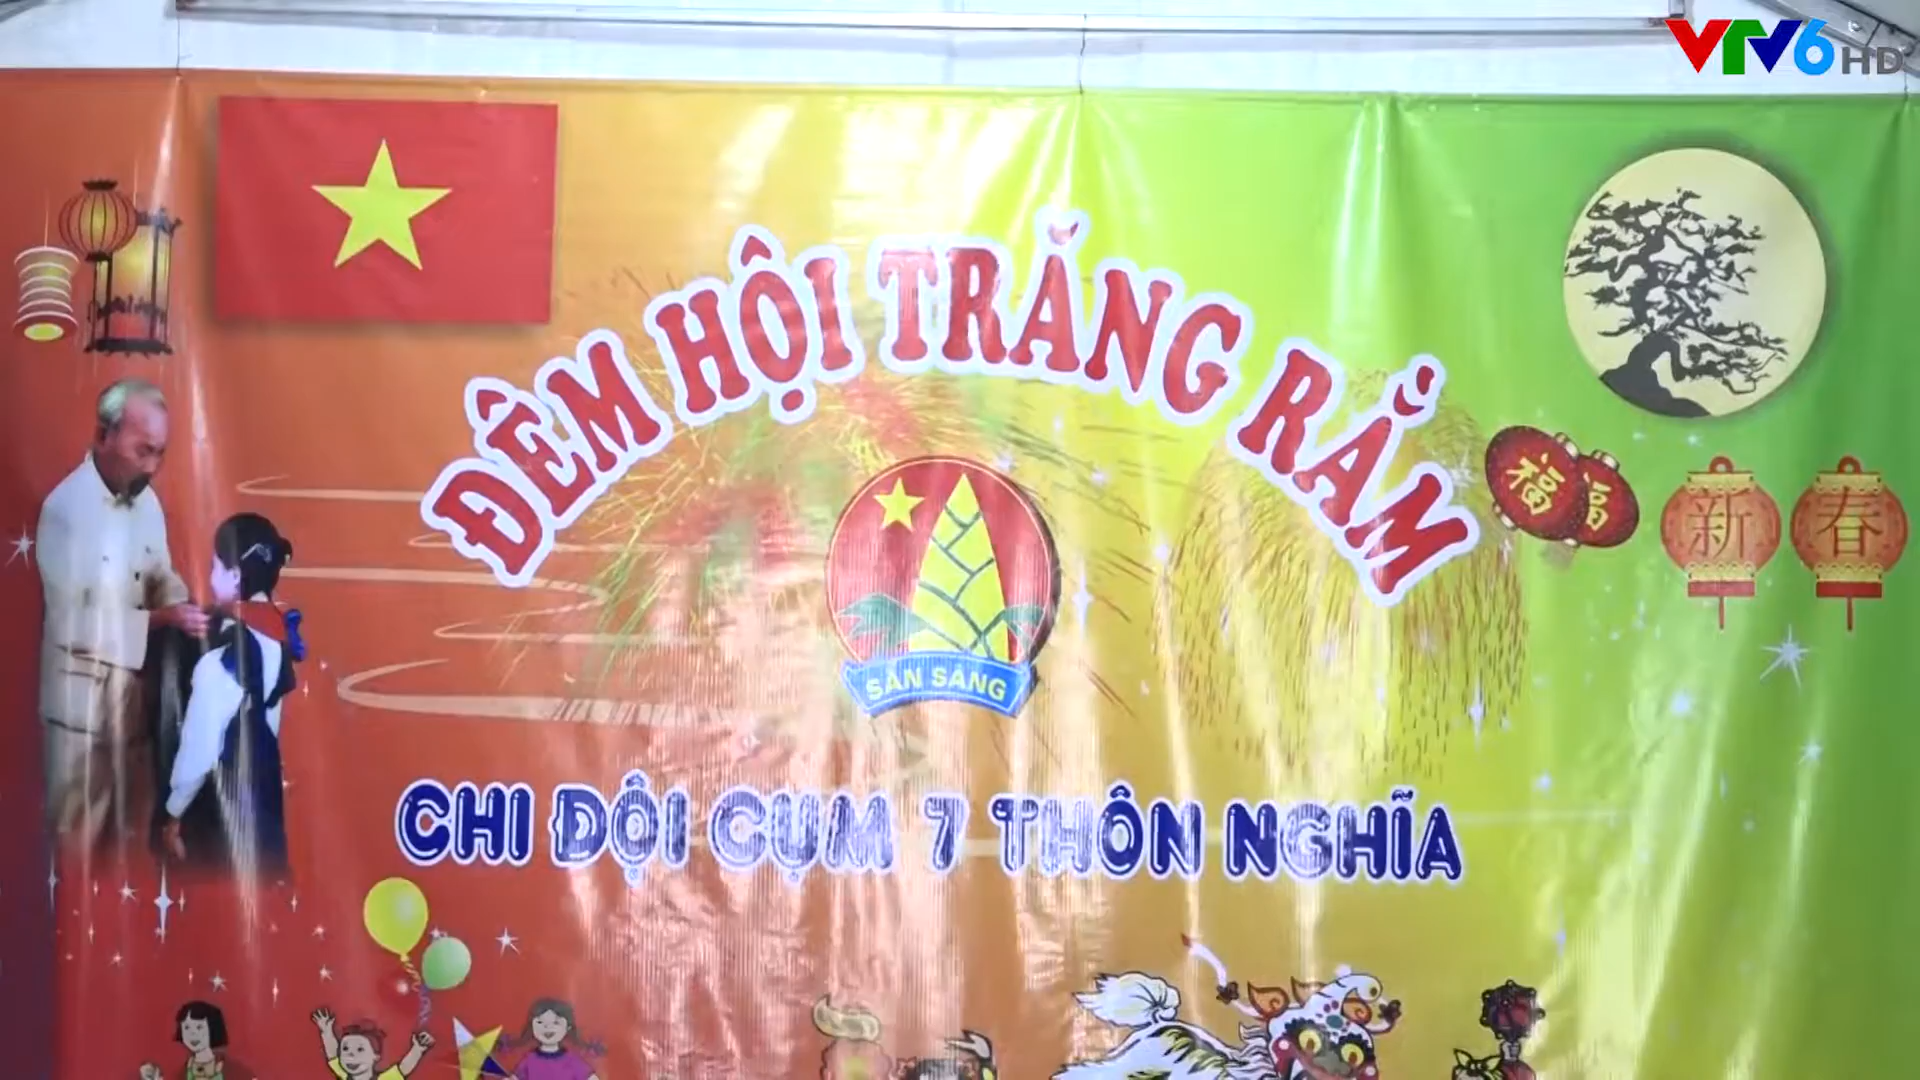 VTV6 HD
ĐÊM HỘI TRĂNG RẰM
福 福
新 春
SẴN SÀNG
CHI ĐỘI CỤM 7 THÔN NGHĨA